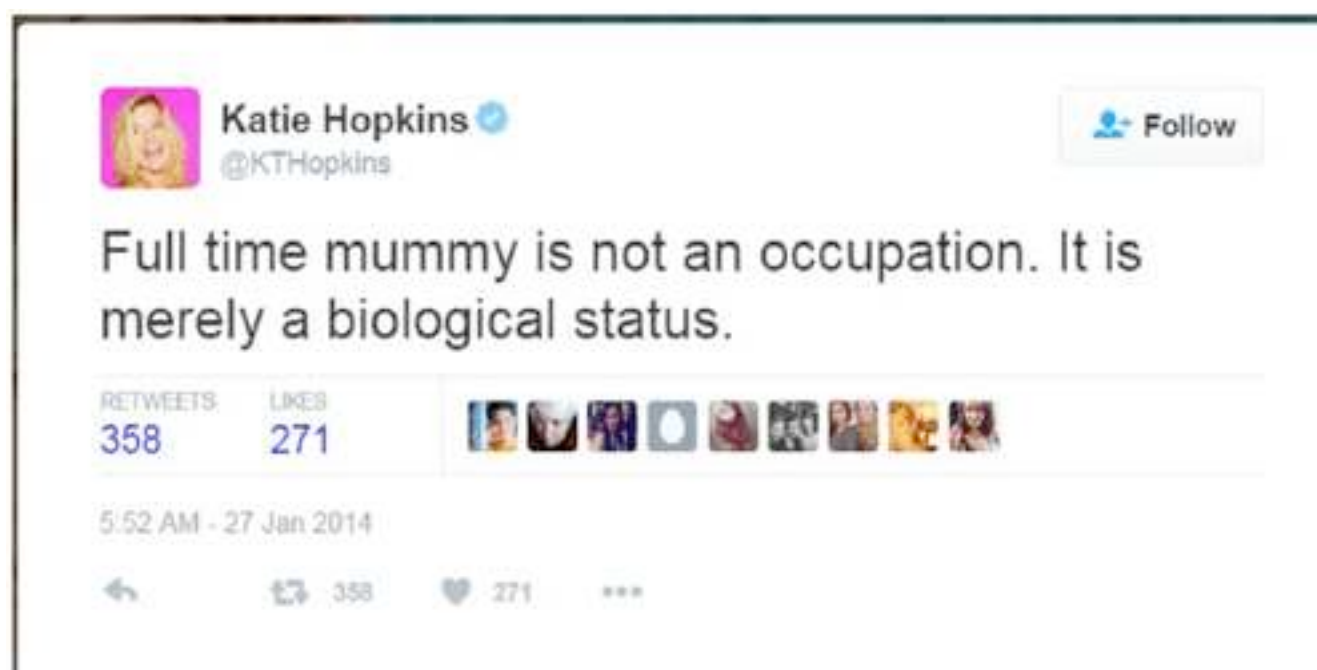 Katie Hopkins
@KTHopkins
Follow
Full time mummy is not an occupation. It is
merely a biological status.
RETWEETS LIKES
358 271
5:52 AM - 27 Jan 2014
358 271